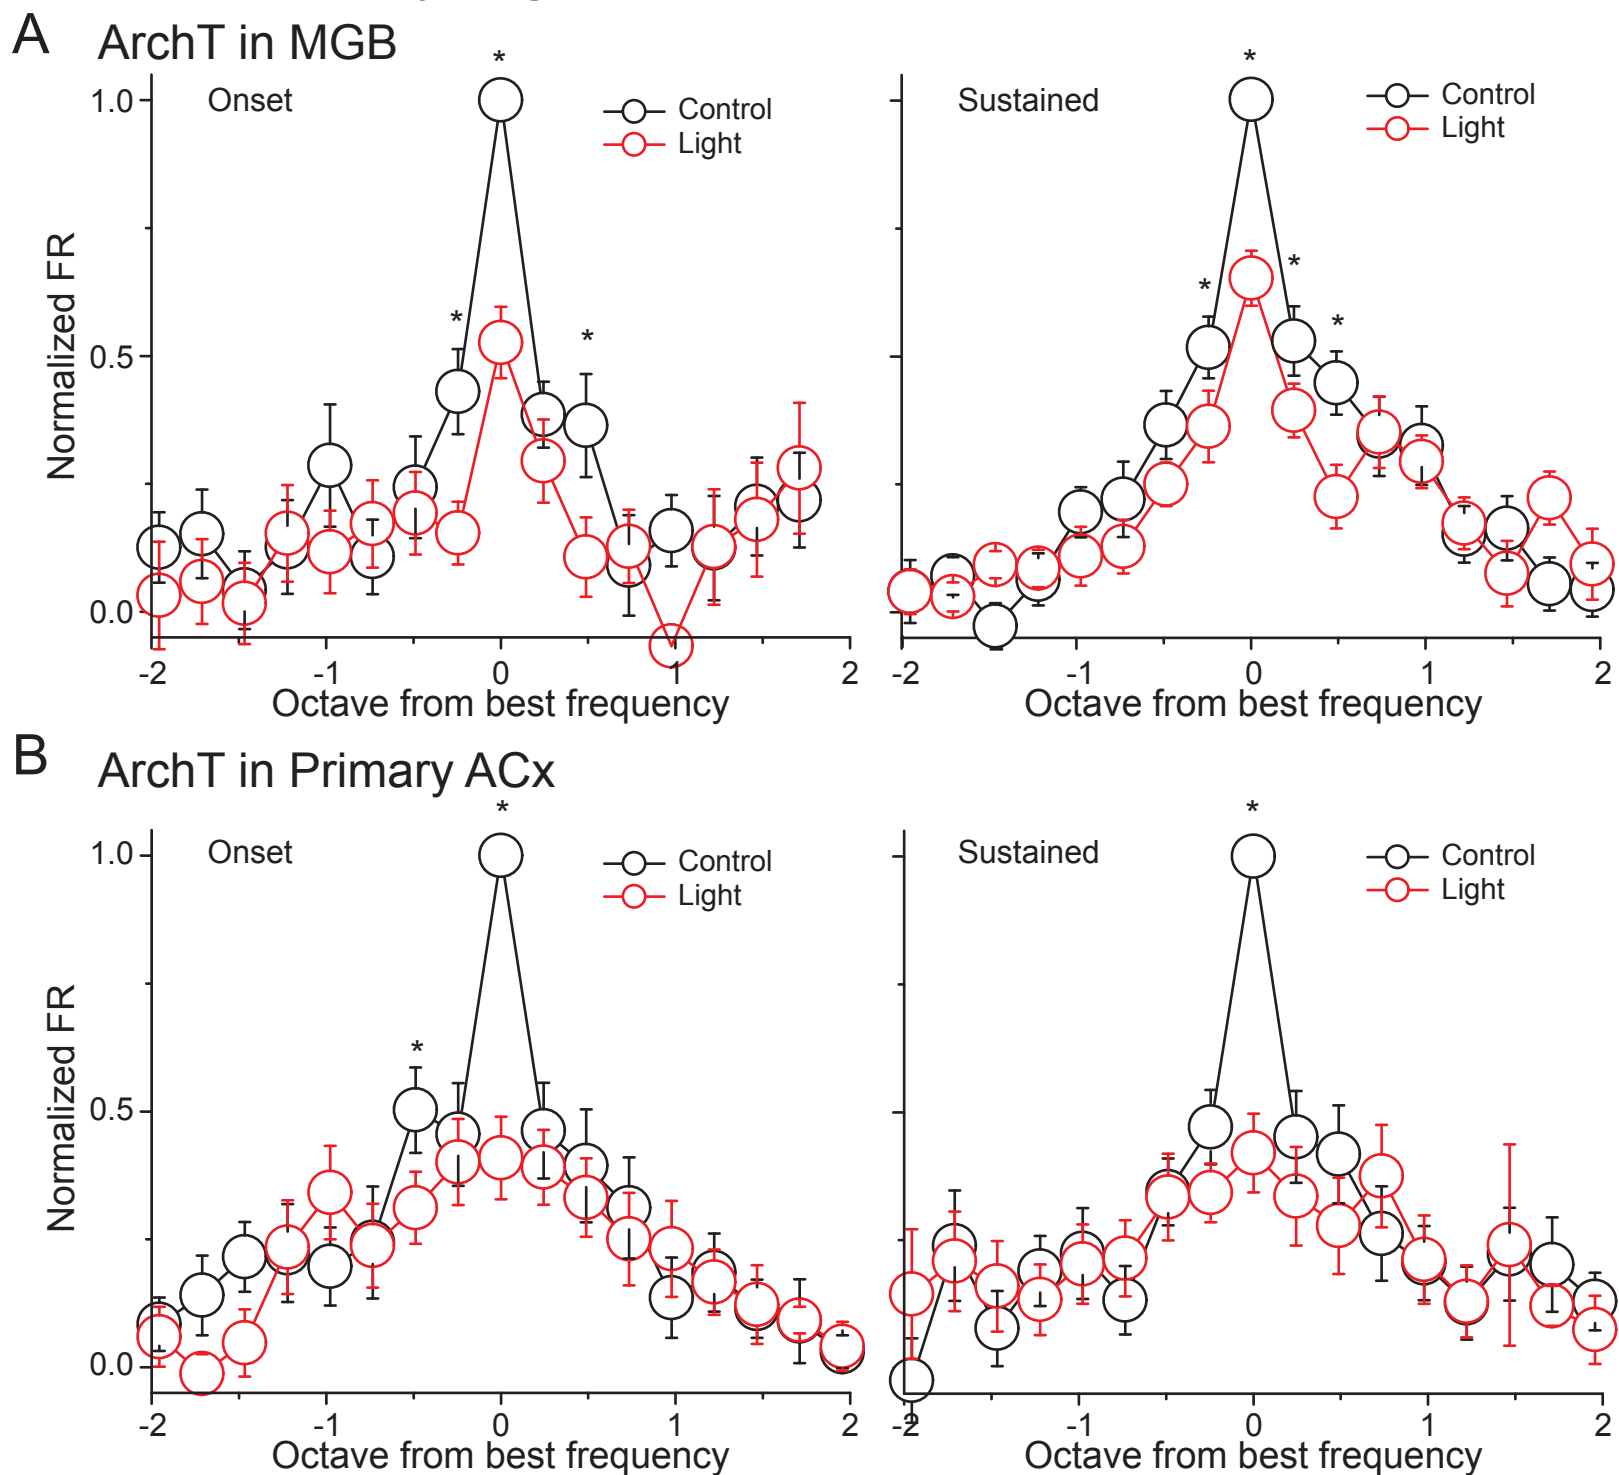 A ArchT in MGB
* *
Onset Control Light
Sustained Control Light
1.0
0.5
0.0
Normalized FR
* *
* * *
-2 -1 0 1 2
-2 -1 0 1 2
Octave from best frequency
Octave from best frequency
B ArchT in Primary ACx
* *
Onset Control Light
Sustained Control Light
1.0
0.5
0.0
Normalized FR
*
-2 -1 0 1 2
-2 -1 0 1 2
Octave from best frequency
Octave from best frequency